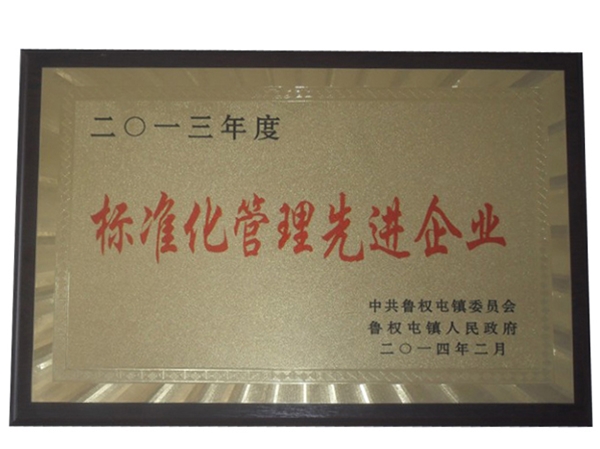 二〇一三年度
标准化管理先进企业
中共鲁权屯镇委员会
鲁权屯镇人民政府
二〇一四年二月